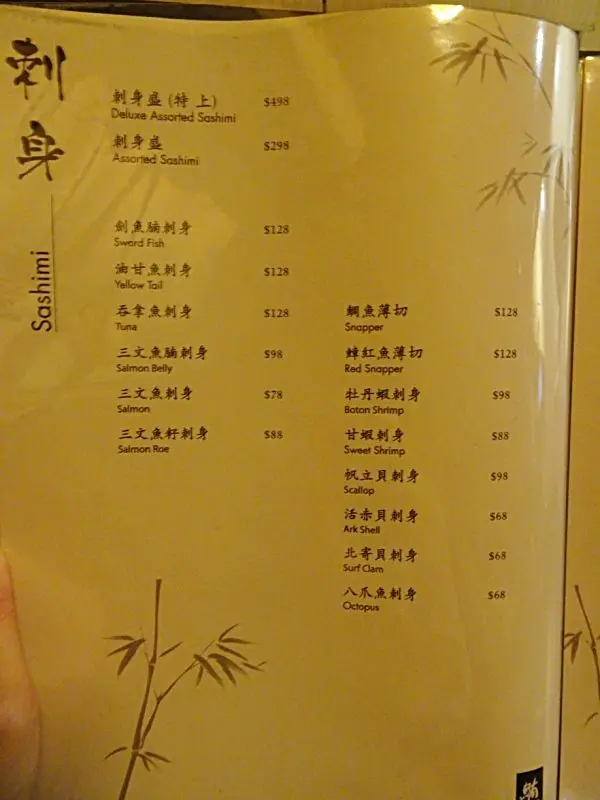 刺身
Sashimi
刺身盛 (特 上) $498
Deluxe Assorted Sashimi
刺身盛 $298
Assorted Sashimi
劍魚腩刺身 $128
Sword Fish
油甘魚刺身 $128
Yellow Tail
吞拿魚刺身 $128
Tuna
三文魚腩刺身 $98
Salmon Belly
三文魚刺身 $78
Salmon
三文魚籽刺身 $88
Salmon Roe
鯛魚薄切 $128
Snapper
鱆紅魚薄切 $128
Red Snapper
牡丹蝦刺身 $98
Boton Shrimp
甘蝦刺身 $88
Sweet Shrimp
帆立貝刺身 $98
Scallop
活赤貝刺身 $68
Ark Shell
北寄貝刺身 $68
Surf Clam
八爪魚刺身 $68
Octopus